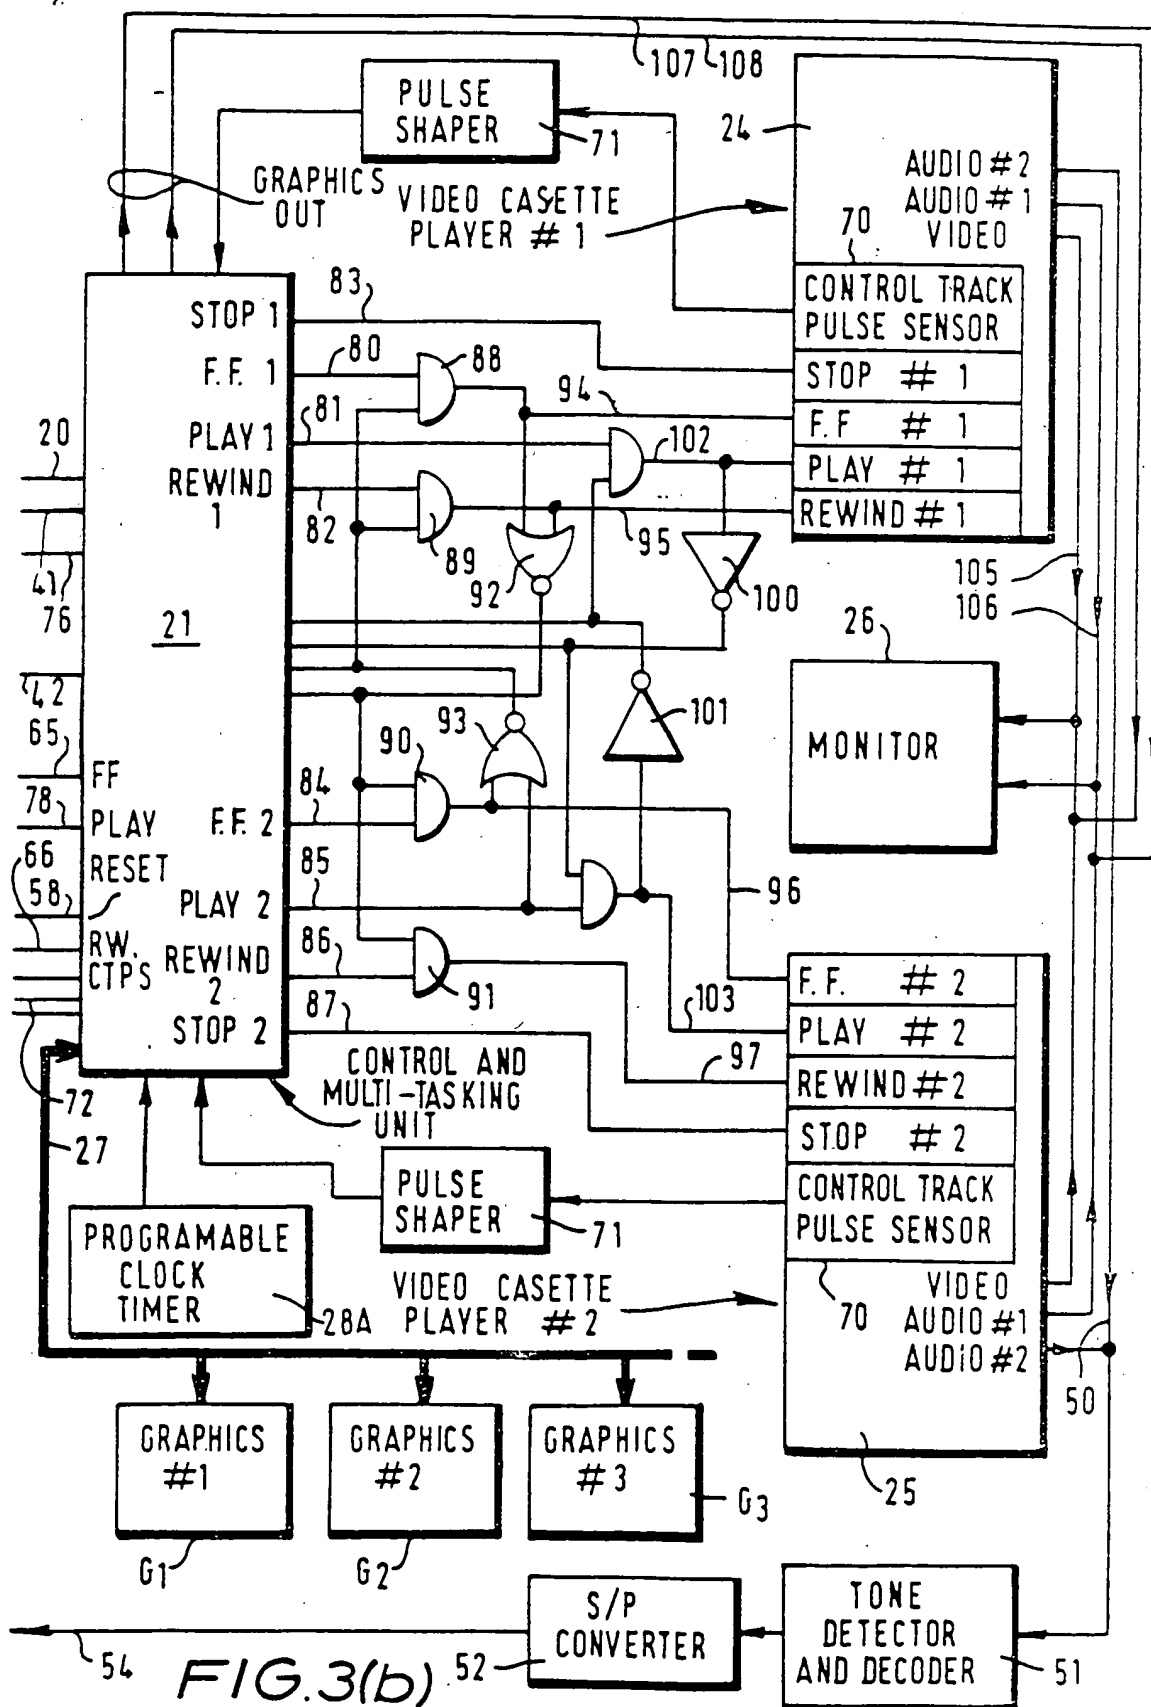 107 108
PULSE
SHAPER
71
24
AUDIO # 2
AUDIO # 1
VIDEO
GRAPHICS
OUT
VIDEO CASETTE
PLAYER # 1
70
CONTROL TRACK
PULSE SENSOR
STOP # 1
F.F # 1
PLAY # 1
REWIND # 1
83
STOP 1
80
88
F.F. 1
94
81
PLAY 1
102
20
REWIND
1
82
89
92
95
100
41
76
21
105
106
26
42
93
101
MONITOR
65
FF
90
78
PLAY
F.F. 2
84
66
RESET
85
96
58
PLAY 2
RW.
CTPS
REWIND
2
86
91
103
87
STOP 2
97
F.F. # 2
PLAY # 2
REWIND # 2
STOP # 2
CONTROL TRACK
PULSE SENSOR
72
27
CONTROL AND
MULTI-TASKING
UNIT
PULSE
SHAPER
71
PROGRAMABLE
CLOCK
TIMER
28A
VIDEO CASETTE
PLAYER # 2
70
VIDEO
AUDIO #1
AUDIO #2
50
25
GRAPHICS
#1
GRAPHICS
#2
GRAPHICS
#3
G1
G2
G3
S/P
CONVERTER
52
TONE
DETECTOR
AND DECODER
51
54
FIG.3(b)